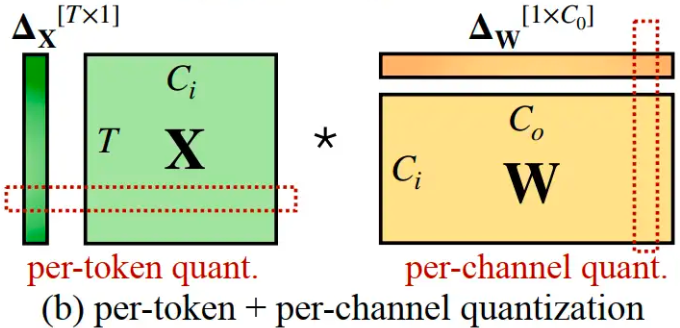 Δ_X^[T×1]
Δ_W^[1×C_0]
C_i
T
X
*
C_o
C_i
W
per-token quant.
per-channel quant.
(b) per-token + per-channel quantization